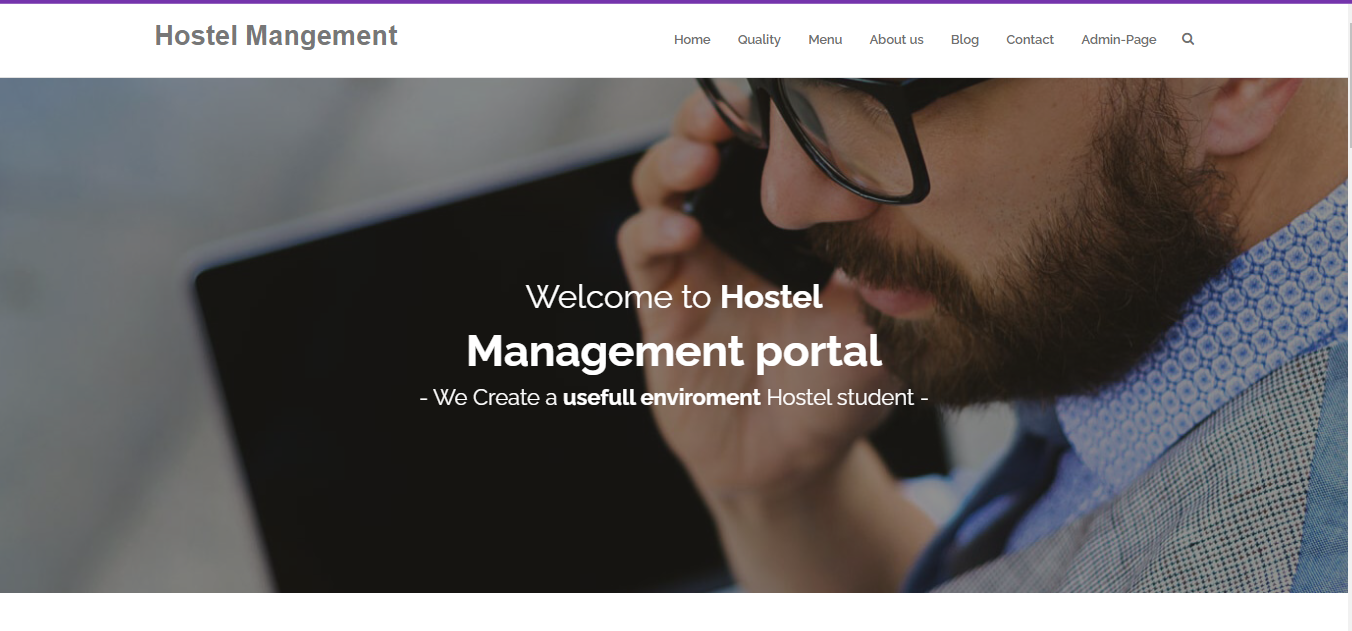 Hostel Mangement
Home Quality Menu About us Blog Contact Admin-Page
Welcome to Hostel
Management portal
- We Create a usefull enviroment Hostel student -